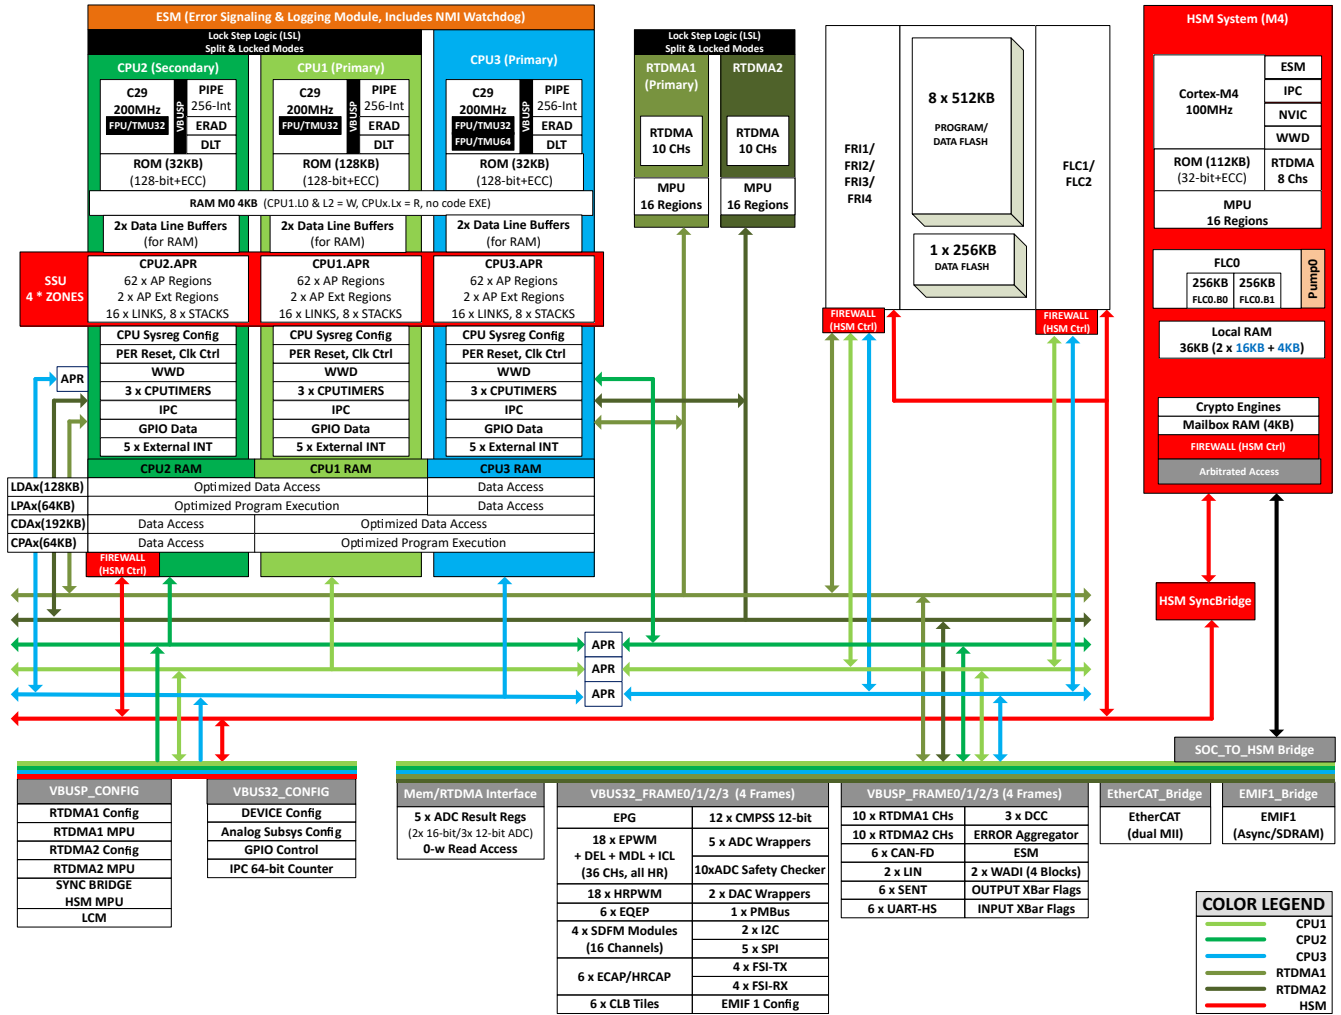 ESM (Error Signaling & Logging Module, Includes NMI Watchdog)
Lock Step Logic (LSL)
Split & Locked Modes
CPU2 (Secondary)
CPU1 (Primary)
CPU3 (Primary)
C29
200MHz
FPU/TMU32
VBUSP
PIPE
256-Int
ERAD
DLT
C29
200MHz
FPU/TMU32
VBUSP
PIPE
256-Int
ERAD
DLT
C29
200MHz
FPU/TMU32
FPU/TMU64
VBUSP
PIPE
256-Int
ERAD
DLT
ROM (32KB)
(128-bit+ECC)
ROM (128KB)
(128-bit+ECC)
ROM (32KB)
(128-bit+ECC)
RAM M0 4KB (CPU1.L0 & L2 = W, CPUx.Lx = R, no code EXE)
2x Data Line Buffers
(for RAM)
2x Data Line Buffers
(for RAM)
2x Data Line Buffers
(for RAM)
SSU
4 * ZONES
CPU2.APR
62 x AP Regions
2 x AP Ext Regions
16 x LINKS, 8 x STACKS
CPU1.APR
62 x AP Regions
2 x AP Ext Regions
16 x LINKS, 8 x STACKS
CPU3.APR
62 x AP Regions
2 x AP Ext Regions
16 x LINKS, 8 x STACKS
CPU Sysreg Config
PER Reset, Clk Ctrl
WWD
3 x CPUTIMERS
IPC
GPIO Data
5 x External INT
CPU Sysreg Config
PER Reset, Clk Ctrl
WWD
3 x CPUTIMERS
IPC
GPIO Data
5 x External INT
CPU Sysreg Config
PER Reset, Clk Ctrl
WWD
3 x CPUTIMERS
IPC
GPIO Data
5 x External INT
APR
CPU2 RAM
CPU1 RAM
CPU3 RAM
LDAx(128KB)
Optimized Data Access
Data Access
LPAx(64KB)
Optimized Program Execution
Data Access
CDAx(192KB)
Data Access
Optimized Data Access
CPAx(64KB)
Data Access
Optimized Program Execution
FIREWALL
(HSM Ctrl)
Lock Step Logic (LSL)
Split & Locked Modes
RTDMA1
(Primary)
RTDMA2
RTDMA
10 CHs
RTDMA
10 CHs
MPU
16 Regions
MPU
16 Regions
FRI1/
FRI2/
FRI3/
FRI4
8 x 512KB
PROGRAM/
DATA FLASH
1 x 256KB
DATA FLASH
FLC1/
FLC2
FIREWALL
(HSM Ctrl)
FIREWALL
(HSM Ctrl)
HSM System (M4)
Cortex-M4
100MHz
ESM
IPC
NVIC
WWD
ROM (112KB)
(32-bit+ECC)
RTDMA
8 Chs
MPU
16 Regions
FLC0
256KB
FLC0.B0
256KB
FLC0.B1
Pump0
Local RAM
36KB (2 x 16KB + 4KB)
Crypto Engines
Mailbox RAM (4KB)
FIREWALL (HSM Ctrl)
Arbitrated Access
HSM SyncBridge
APR
APR
APR
SOC_TO_HSM Bridge
VBUSP_CONFIG
RTDMA1 Config
RTDMA1 MPU
RTDMA2 Config
RTDMA2 MPU
SYNC BRIDGE
HSM MPU
LCM
VBUS32_CONFIG
DEVICE Config
Analog Subsys Config
GPIO Control
IPC 64-bit Counter
Mem/RTDMA Interface
5 x ADC Result Regs
(2x 16-bit/3x 12-bit ADC)
0-w Read Access
VBUS32_FRAME0/1/2/3 (4 Frames)
EPG
18 x EPWM
+ DEL + MDL + ICL
(36 CHs, all HR)
18 x HRPWM
6 x EQEP
4 x SDFM Modules
(16 Channels)
6 x ECAP/HRCAP
6 x CLB Tiles
12 x CMPSS 12-bit
5 x ADC Wrappers
10xADC Safety Checker
2 x DAC Wrappers
1 x PMBus
2 x I2C
5 x SPI
4 x FSI-TX
4 x FSI-RX
EMIF 1 Config
VBUSP_FRAME0/1/2/3 (4 Frames)
10 x RTDMA1 CHs
10 x RTDMA2 CHs
6 x CAN-FD
2 x LIN
6 x SENT
6 x UART-HS
3 x DCC
ERROR Aggregator
ESM
2 x WADI (4 Blocks)
OUTPUT XBar Flags
INPUT XBar Flags
EtherCAT_Bridge
EtherCAT
(dual MII)
EMIF1_Bridge
EMIF1
(Async/SDRAM)
COLOR LEGEND
CPU1
CPU2
CPU3
RTDMA1
RTDMA2
HSM